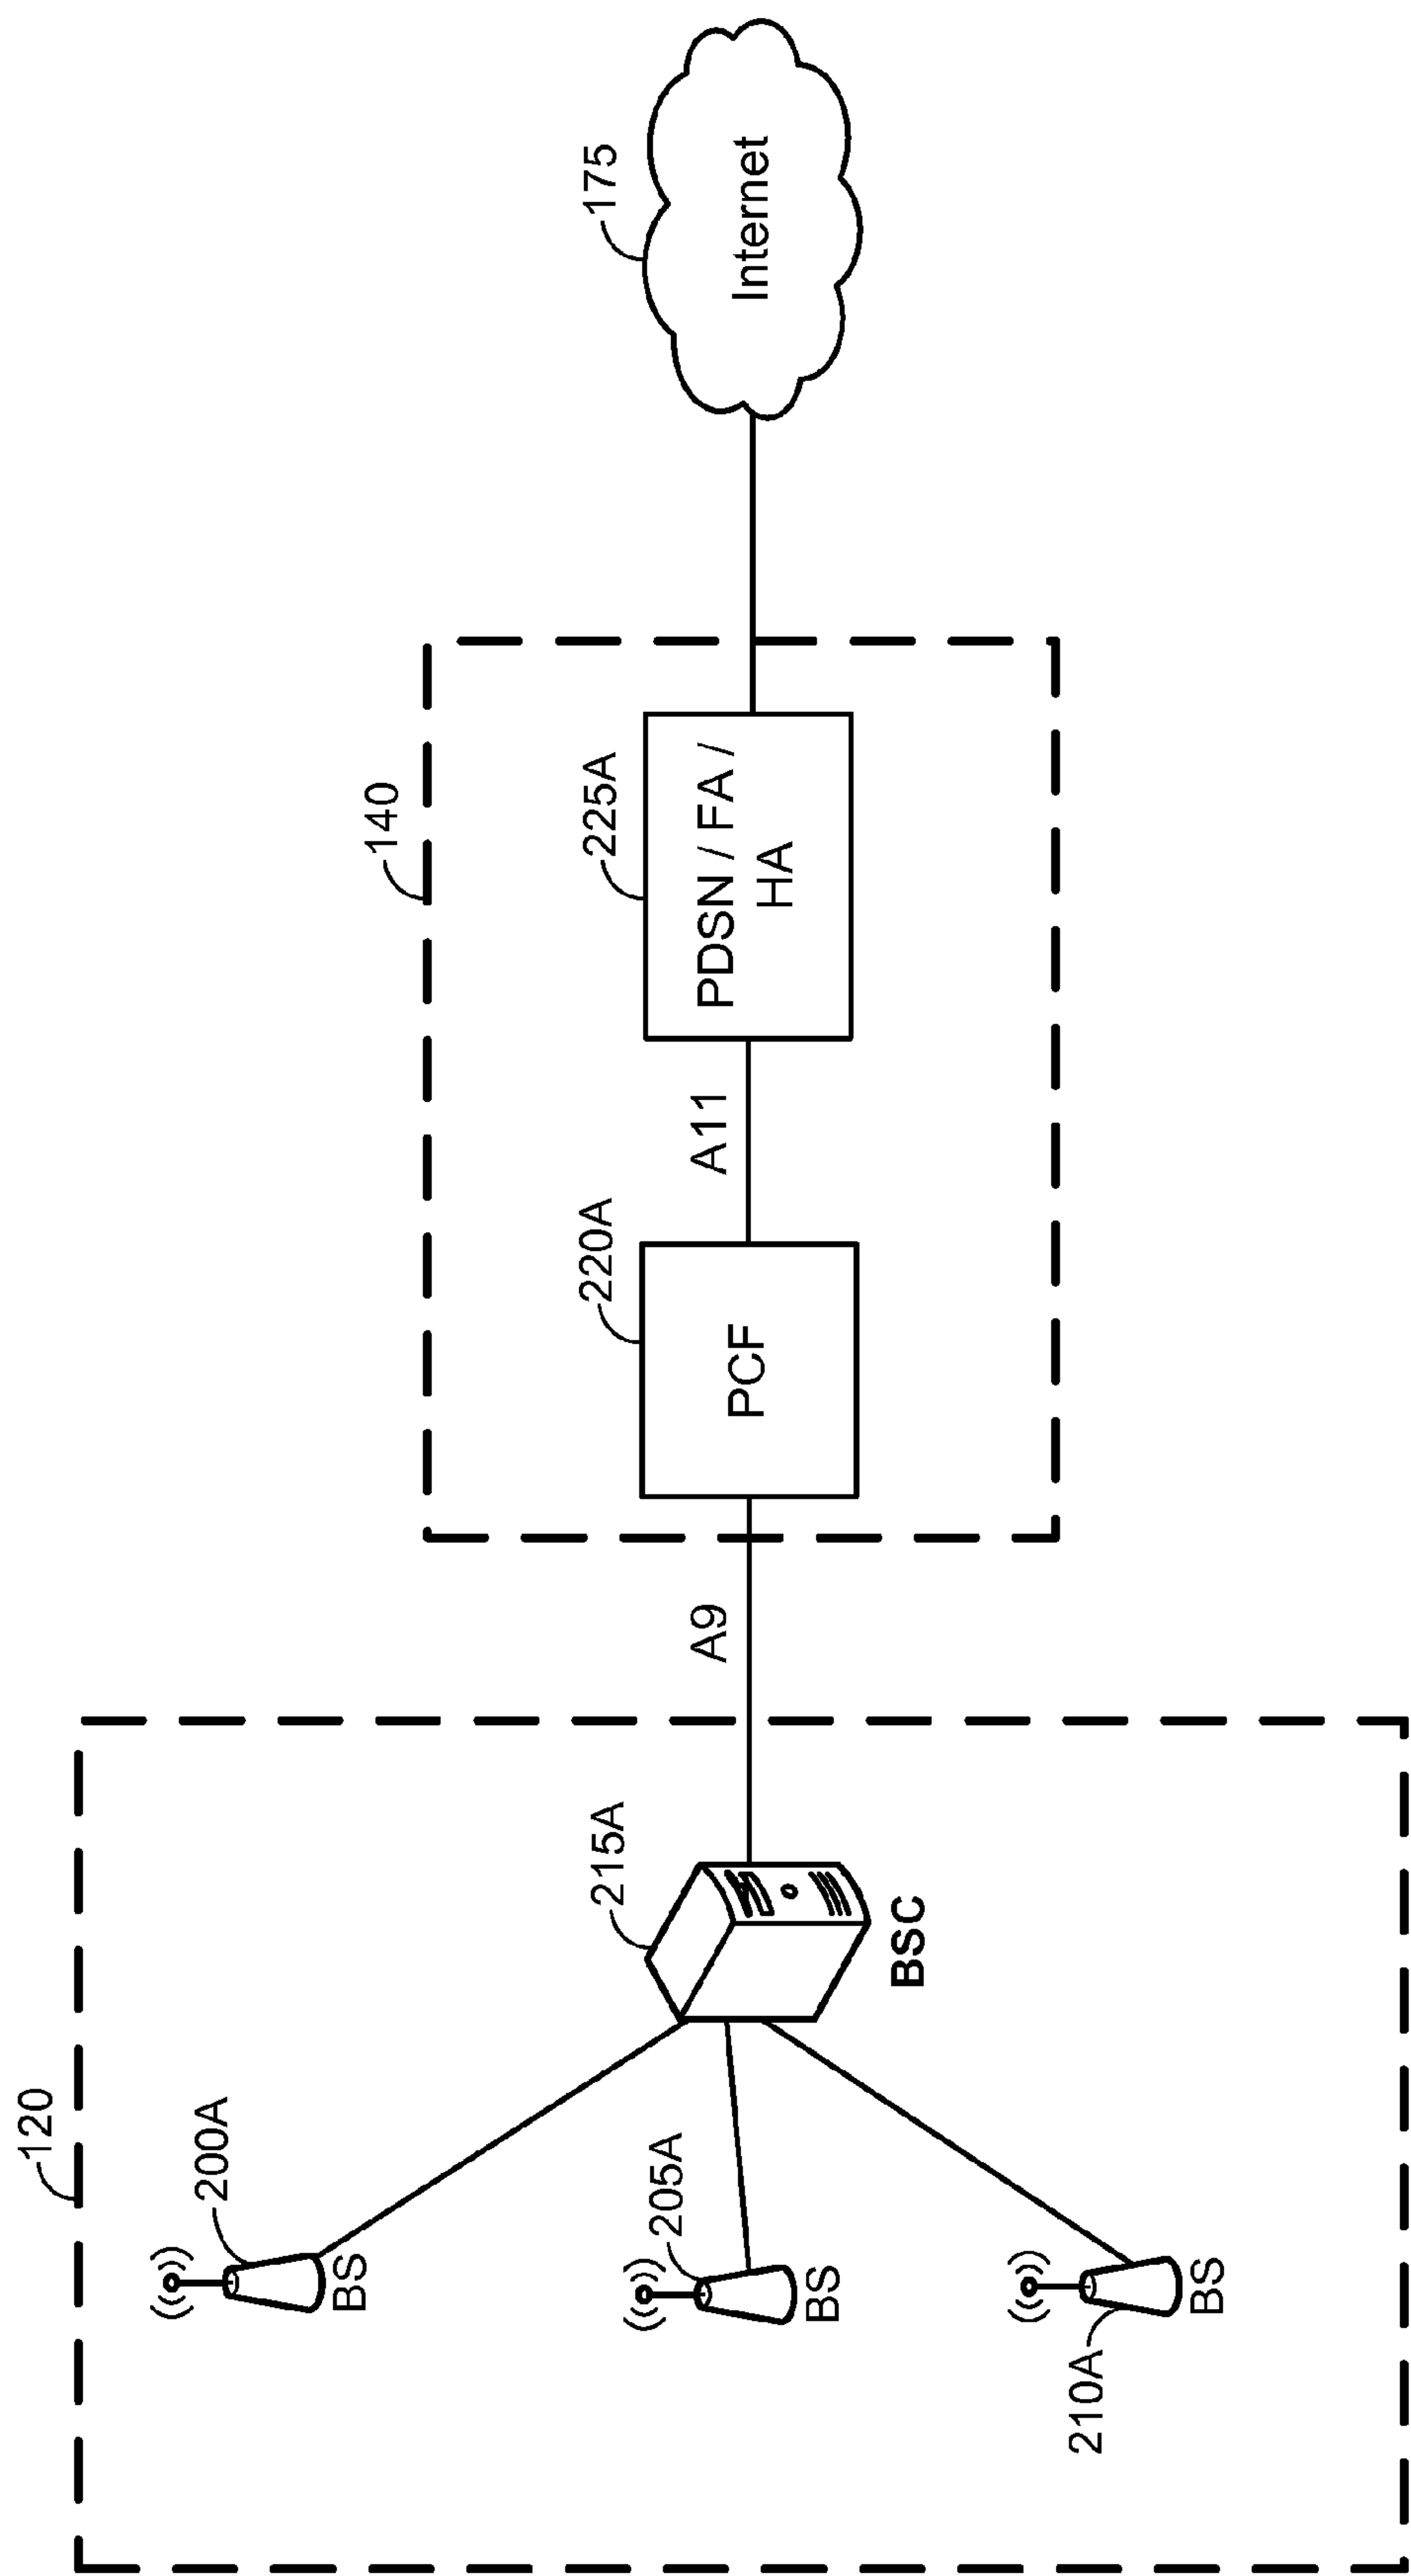 120
200A
BS
205A
BS
210A
BS
215A
BSC
A9
140
220A
PCF
A11
225A
PDSN / FA /
HA
175
Internet